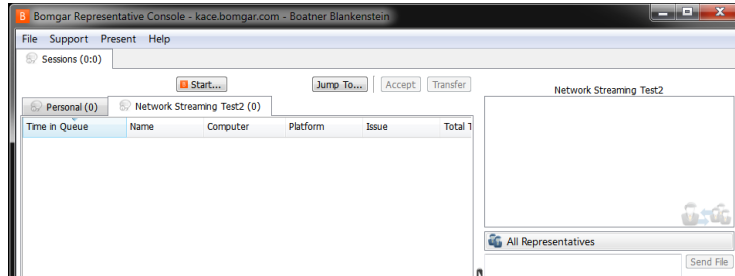 Bomgar Representative Console - kace.bomgar.com - Boatner Blankenstein
File Support Present Help
Sessions (0:0)
Start... Jump To... Accept Transfer
Network Streaming Test2
Personal (0) Network Streaming Test2 (0)
Time in Queue Name Computer Platform Issue Total T
All Representatives
Send File